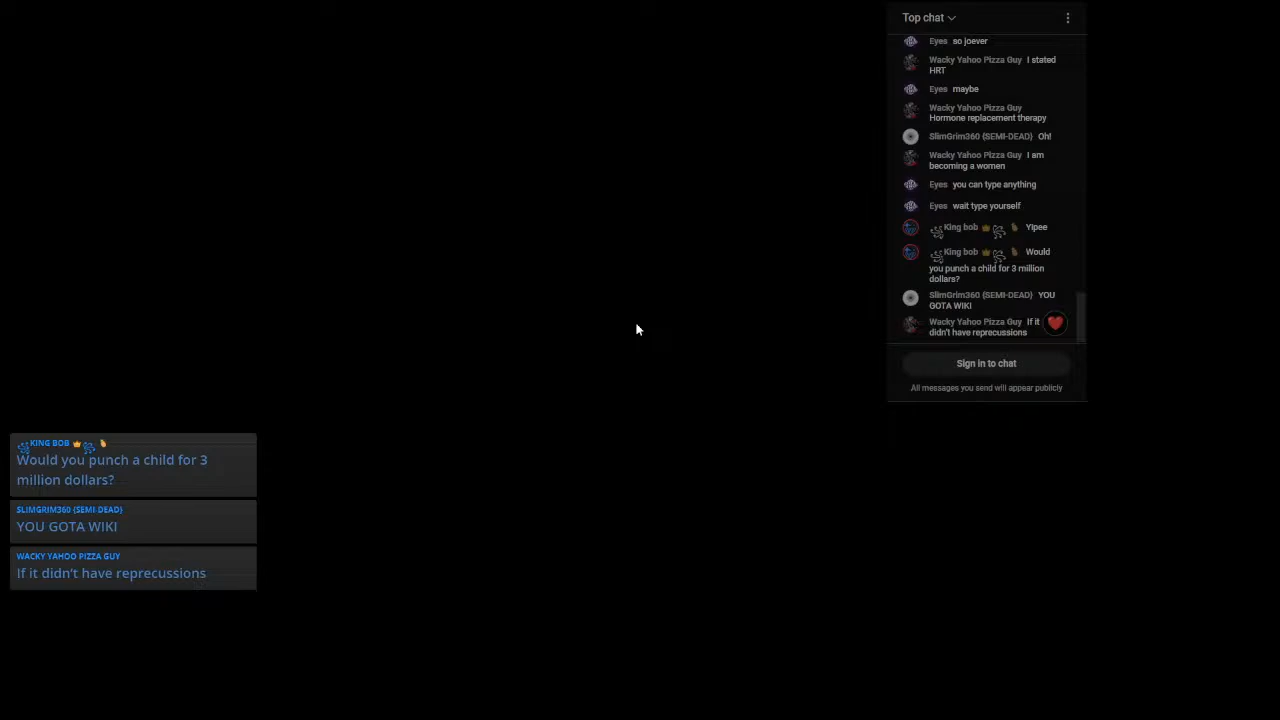 Top chat
Eyes so joever
Wacky Yahoo Pizza Guy I stated
HRT
Eyes maybe
Wacky Yahoo Pizza Guy
Hormone replacement therapy
SlimGrim360 (SEMI-DEAD) Oh!
Wacky Yahoo Pizza Guy I am
becoming a women
Eyes you can type anything
Eyes wait type yourself
꧁King bob 👑꧂ Yipee
꧁King bob 👑꧂ Would
you punch a child for 3 million
dollars?
SlimGrim360 (SEMI-DEAD) YOU
GOTA WIKI
Wacky Yahoo Pizza Guy If it
didn't have reprecussions
Sign in to chat
All messages you send will appear publicly
꧁KING BOB 👑꧂
Would you punch a child for 3
million dollars?
SLIMGRIM360 (SEMI-DEAD)
YOU GOTA WIKI
WACKY YAHOO PIZZA GUY
If it didn't have reprecussions